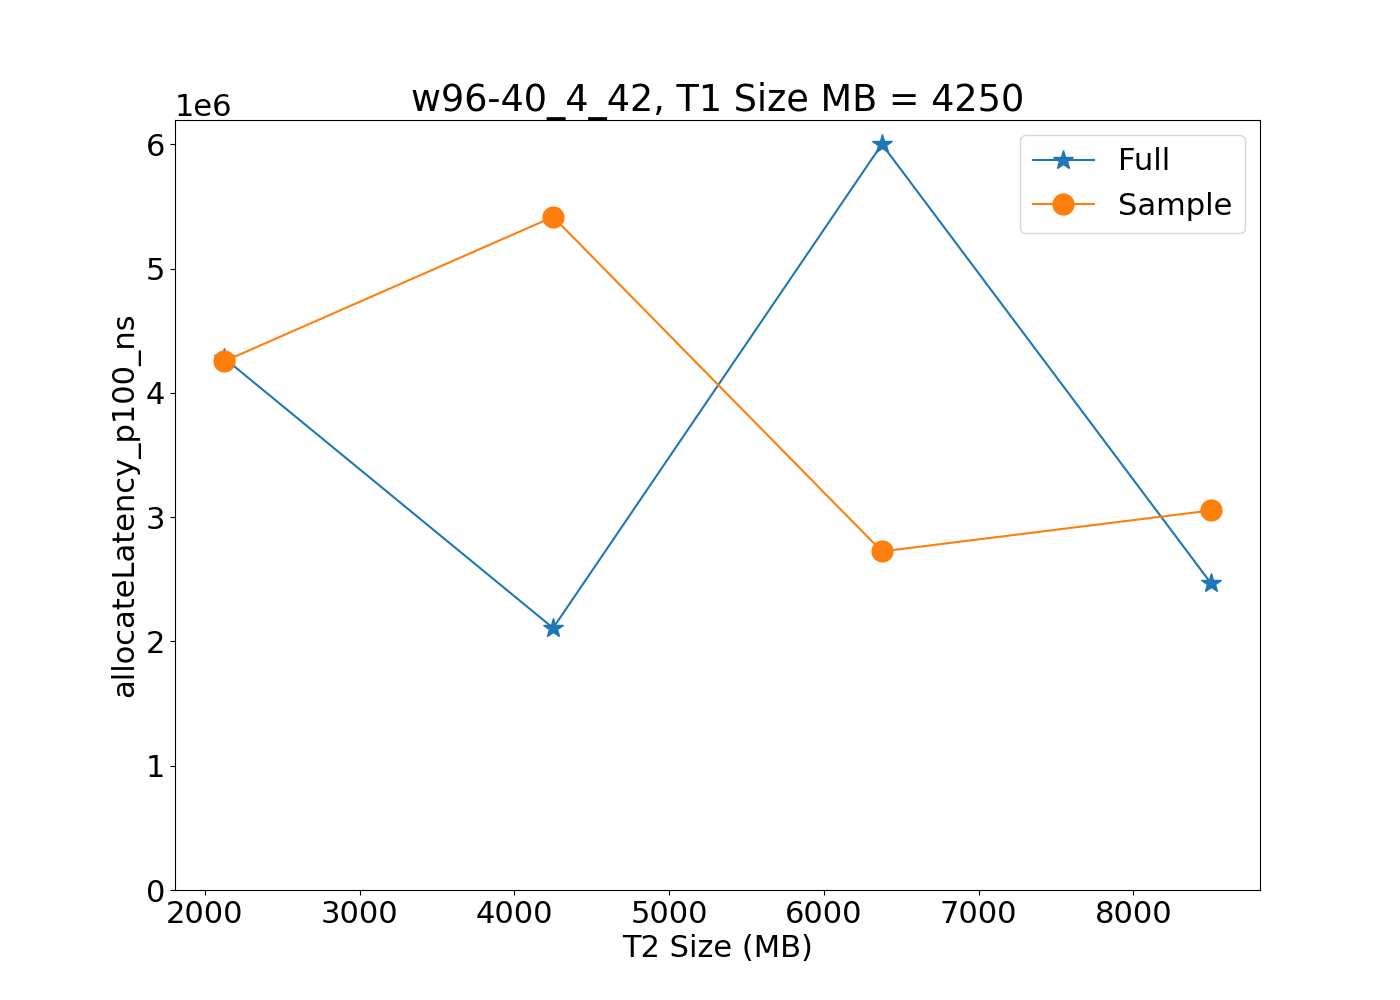 w96-40_4_42, T1 Size MB = 4250
1e6
6
5
4
3
2
1
0
allocateLatency_p100_ns
Full
Sample
2000 3000 4000 5000 6000 7000 8000
T2 Size (MB)